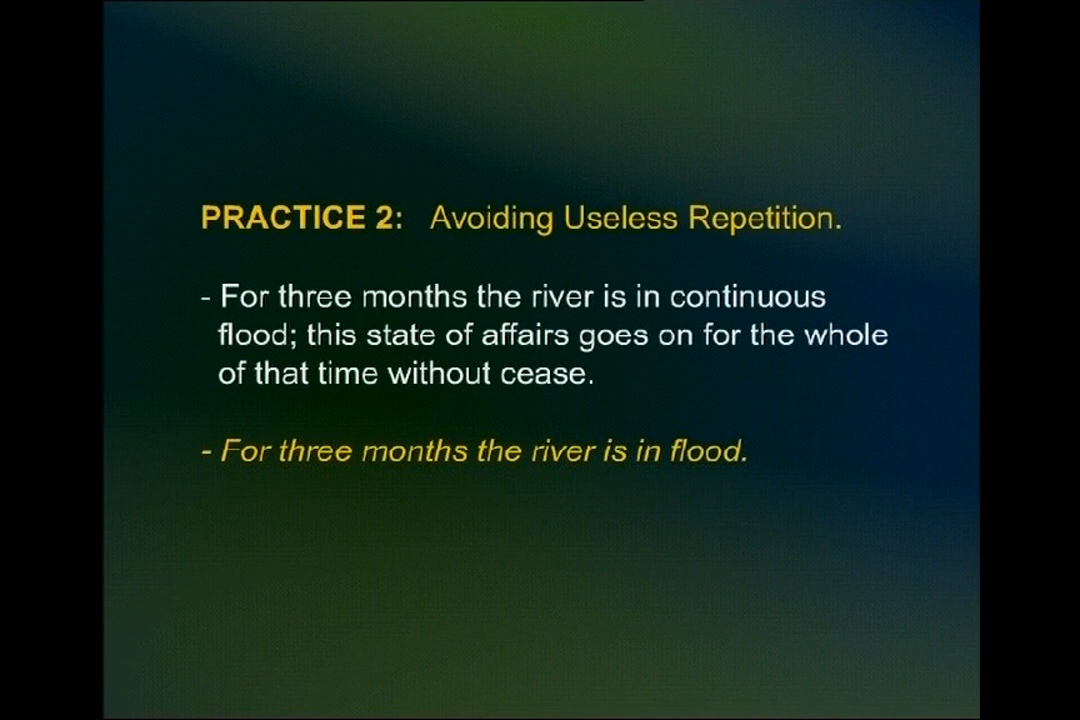 PRACTICE 2: Avoiding Useless Repetition.
- For three months the river is in continuous
flood; this state of affairs goes on for the whole
of that time without cease.
- For three months the river is in flood.